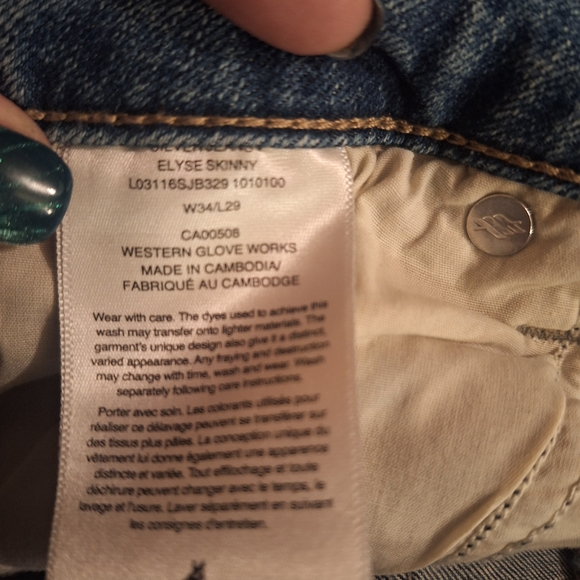 SILVER JEANS
ELYSE SKINNY
L03116SJB329 1010100
W34/L29
CA00508
WESTERN GLOVE WORKS
MADE IN CAMBODIA/
FABRIQUÉ AU CAMBODGE
Wear with care. The dyes used to achieve this
wash may transfer onto lighter materials. The
garment's unique design also give it a distinct,
varied appearance. Any fraying and destruction
may change with time, wash and wear. Wash
separately following care instructions.
Porter avec soin. Les colorants utilisés pour
réaliser ce délavage peuvent se transférer sur
des tissus plus pâles. La conception unique du
vêtement lui donne également une apparence
distincte et variée. Tout effilochage et toute
déchirure peuvent changer avec le temps, le
lavage et l'usure. Laver séparément en suivant
les consignes d'entretien.